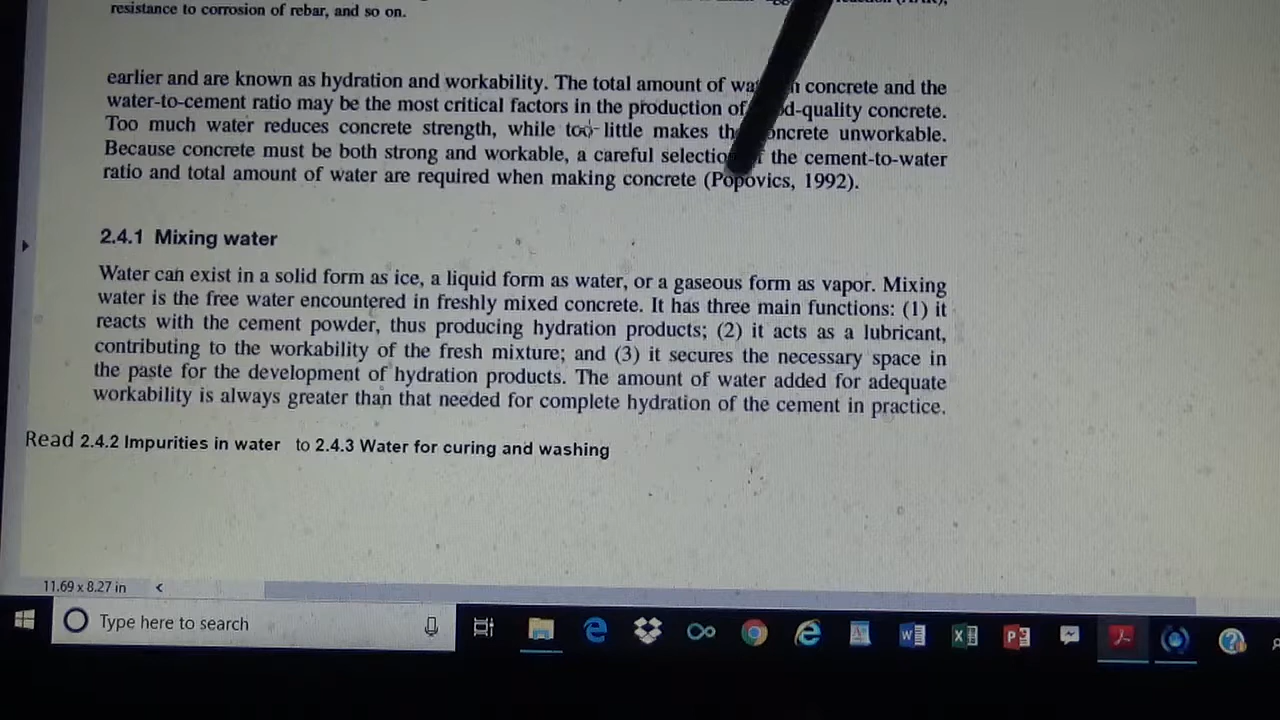 resistance to corrosion of rebar, and so on.
earlier and are known as hydration and workability. The total amount of concrete and the
water-to-cement ratio may be the most critical factors in the production of d-quality concrete.
Too much water reduces concrete strength, while too little makes oncrete unworkable.
Because concrete must be both strong and workable, a careful the cement-to-water
ratio and total amount of water are required when making concrete (Popovics, 1992).
2.4.1 Mixing water
Water can exist in a solid form as ice, a liquid form as water, or a gaseous form as vapor. Mixing
water is the free water encountered in freshly mixed concrete. It has three main functions: (1) it
reacts with the cement powder, thus producing hydration products; (2) it acts as a lubricant,
contributing to the workability of the fresh mixture; and (3) it secures the necessary space in
the paste for the development of hydration products. The amount of water added for adequate
workability is always greater than that needed for complete hydration of the cement in practice.
Read 2.4.2 Impurities in water to 2.4.3 Water for curing and washing
11.69 x 8.27 in
Type here to search